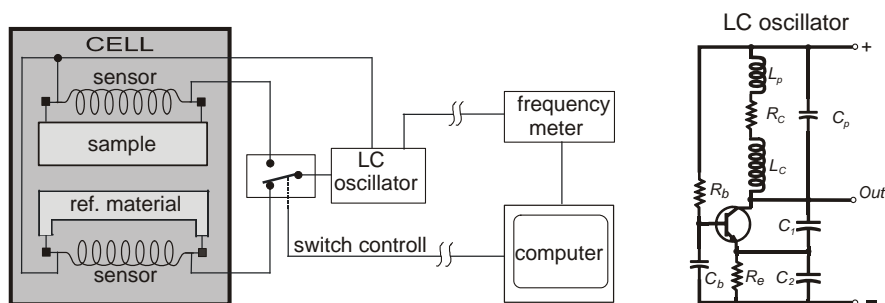 CELL
sensor
sample
ref. material
sensor
LC
oscillator
frequency
meter
switch controll
computer
LC oscillator
+
Lp
Rc
Cp
Lc
Rb
Out
C1
Cb
Re
C2
−